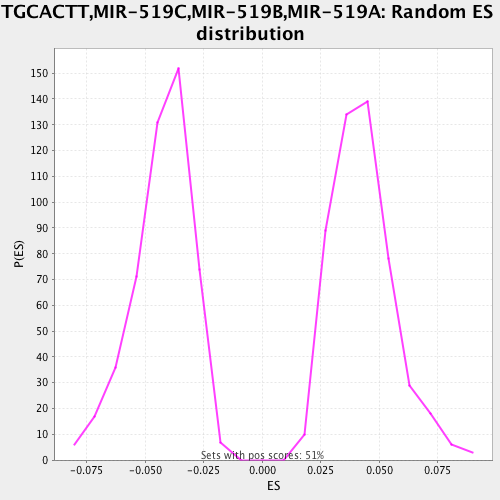 TGCACTT,MIR-519C,MIR-519B,MIR-519A: Random ES
distribution
P(ES)
150
140
130
120
110
100
90
80
70
60
50
40
30
20
10
0
Sets with pos scores: 51%
-0.075 -0.050 -0.025 0.000 0.025 0.050 0.075
ES